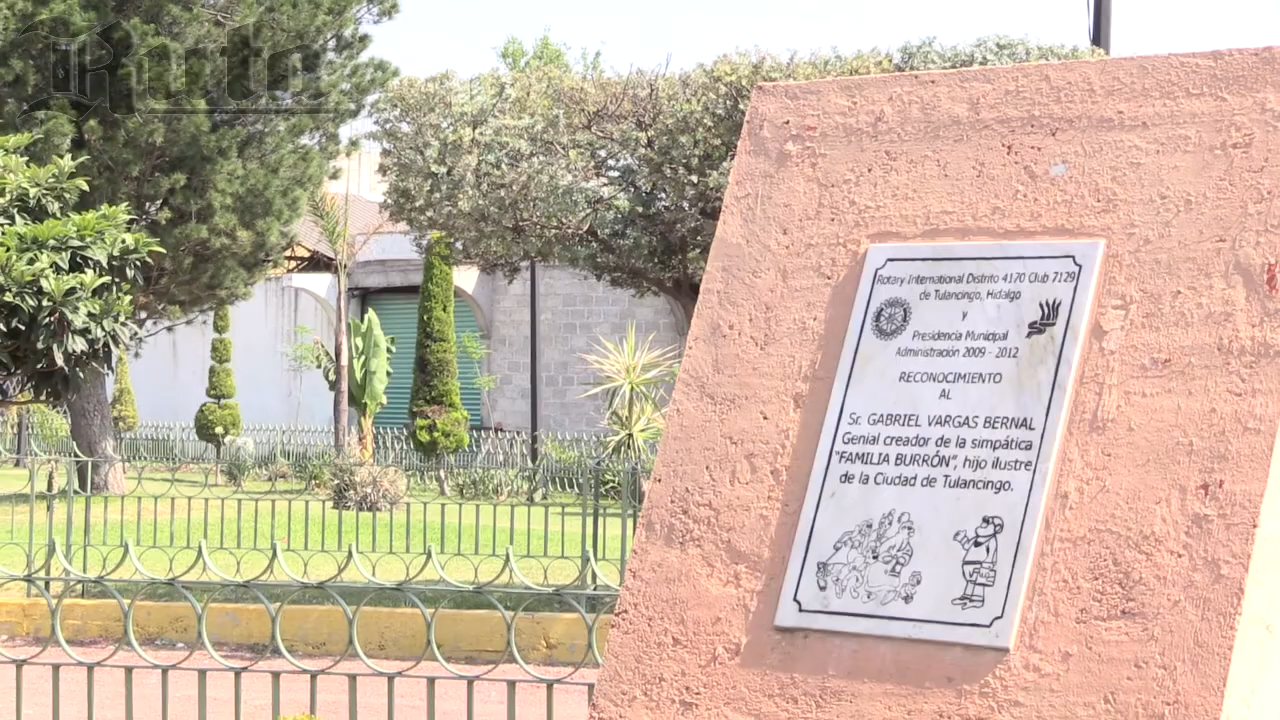 Ruta
Rotary International Distrito 4170 Club 7129
de Tulancingo, Hidalgo
y
Presidencia Municipal
Administración 2009 - 2012
RECONOCIMIENTO
AL
Sr. GABRIEL VARGAS BERNAL
Genial creador de la simpática
"FAMILIA BURRÓN", hijo ilustre
de la Ciudad de Tulancingo.